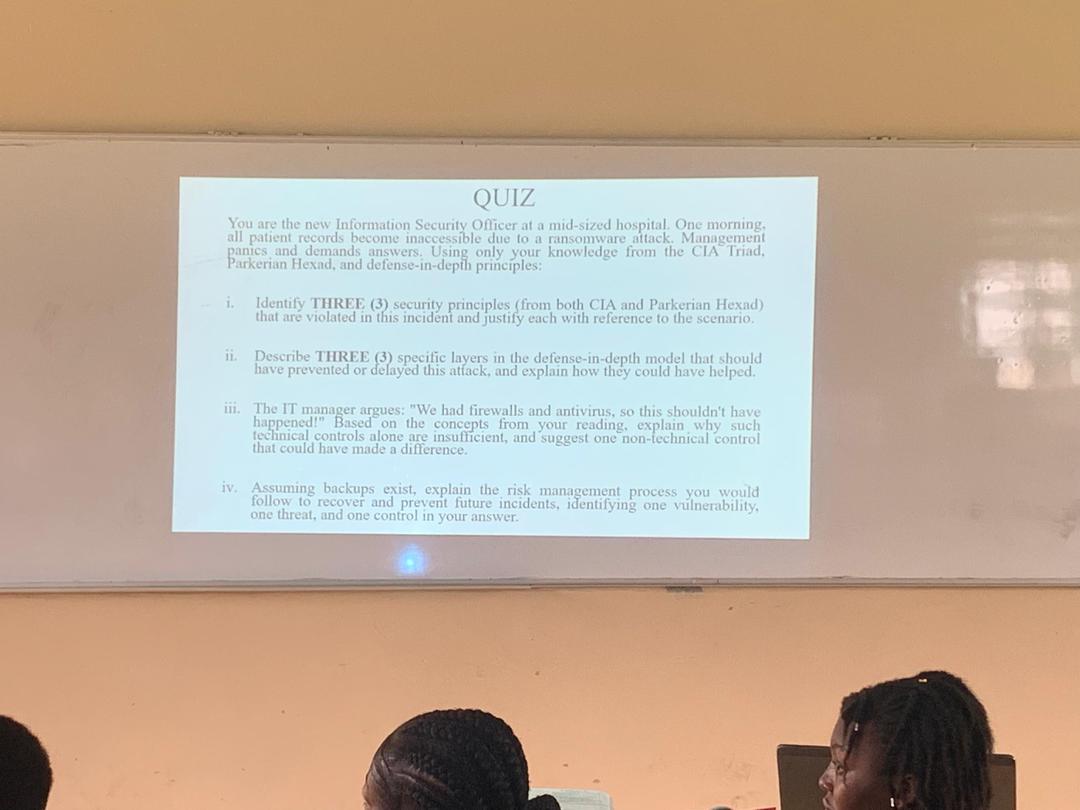 QUIZ
You are the new Information Security Officer at a mid-sized hospital. One morning,
all patient records become inaccessible due to a ransomware attack. Management
panics and demands answers. Using only your knowledge from the CIA Triad,
Parkerian Hexad, and defense-in-depth principles:
i. Identify THREE (3) security principles (from both CIA and Parkerian Hexad)
that are violated in this incident and justify each with reference to the scenario.
ii. Describe THREE (3) specific layers in the defense-in-depth model that should
have prevented or delayed this attack, and explain how they could have helped.
iii. The IT manager argues: "We had firewalls and antivirus, so this shouldn't have
happened!" Based on the concepts from your reading, explain why such
technical controls alone are insufficient, and suggest one non-technical control
that could have made a difference.
iv. Assuming backups exist, explain the risk management process you would
follow to recover and prevent future incidents, identifying one vulnerability,
one threat, and one control in your answer.